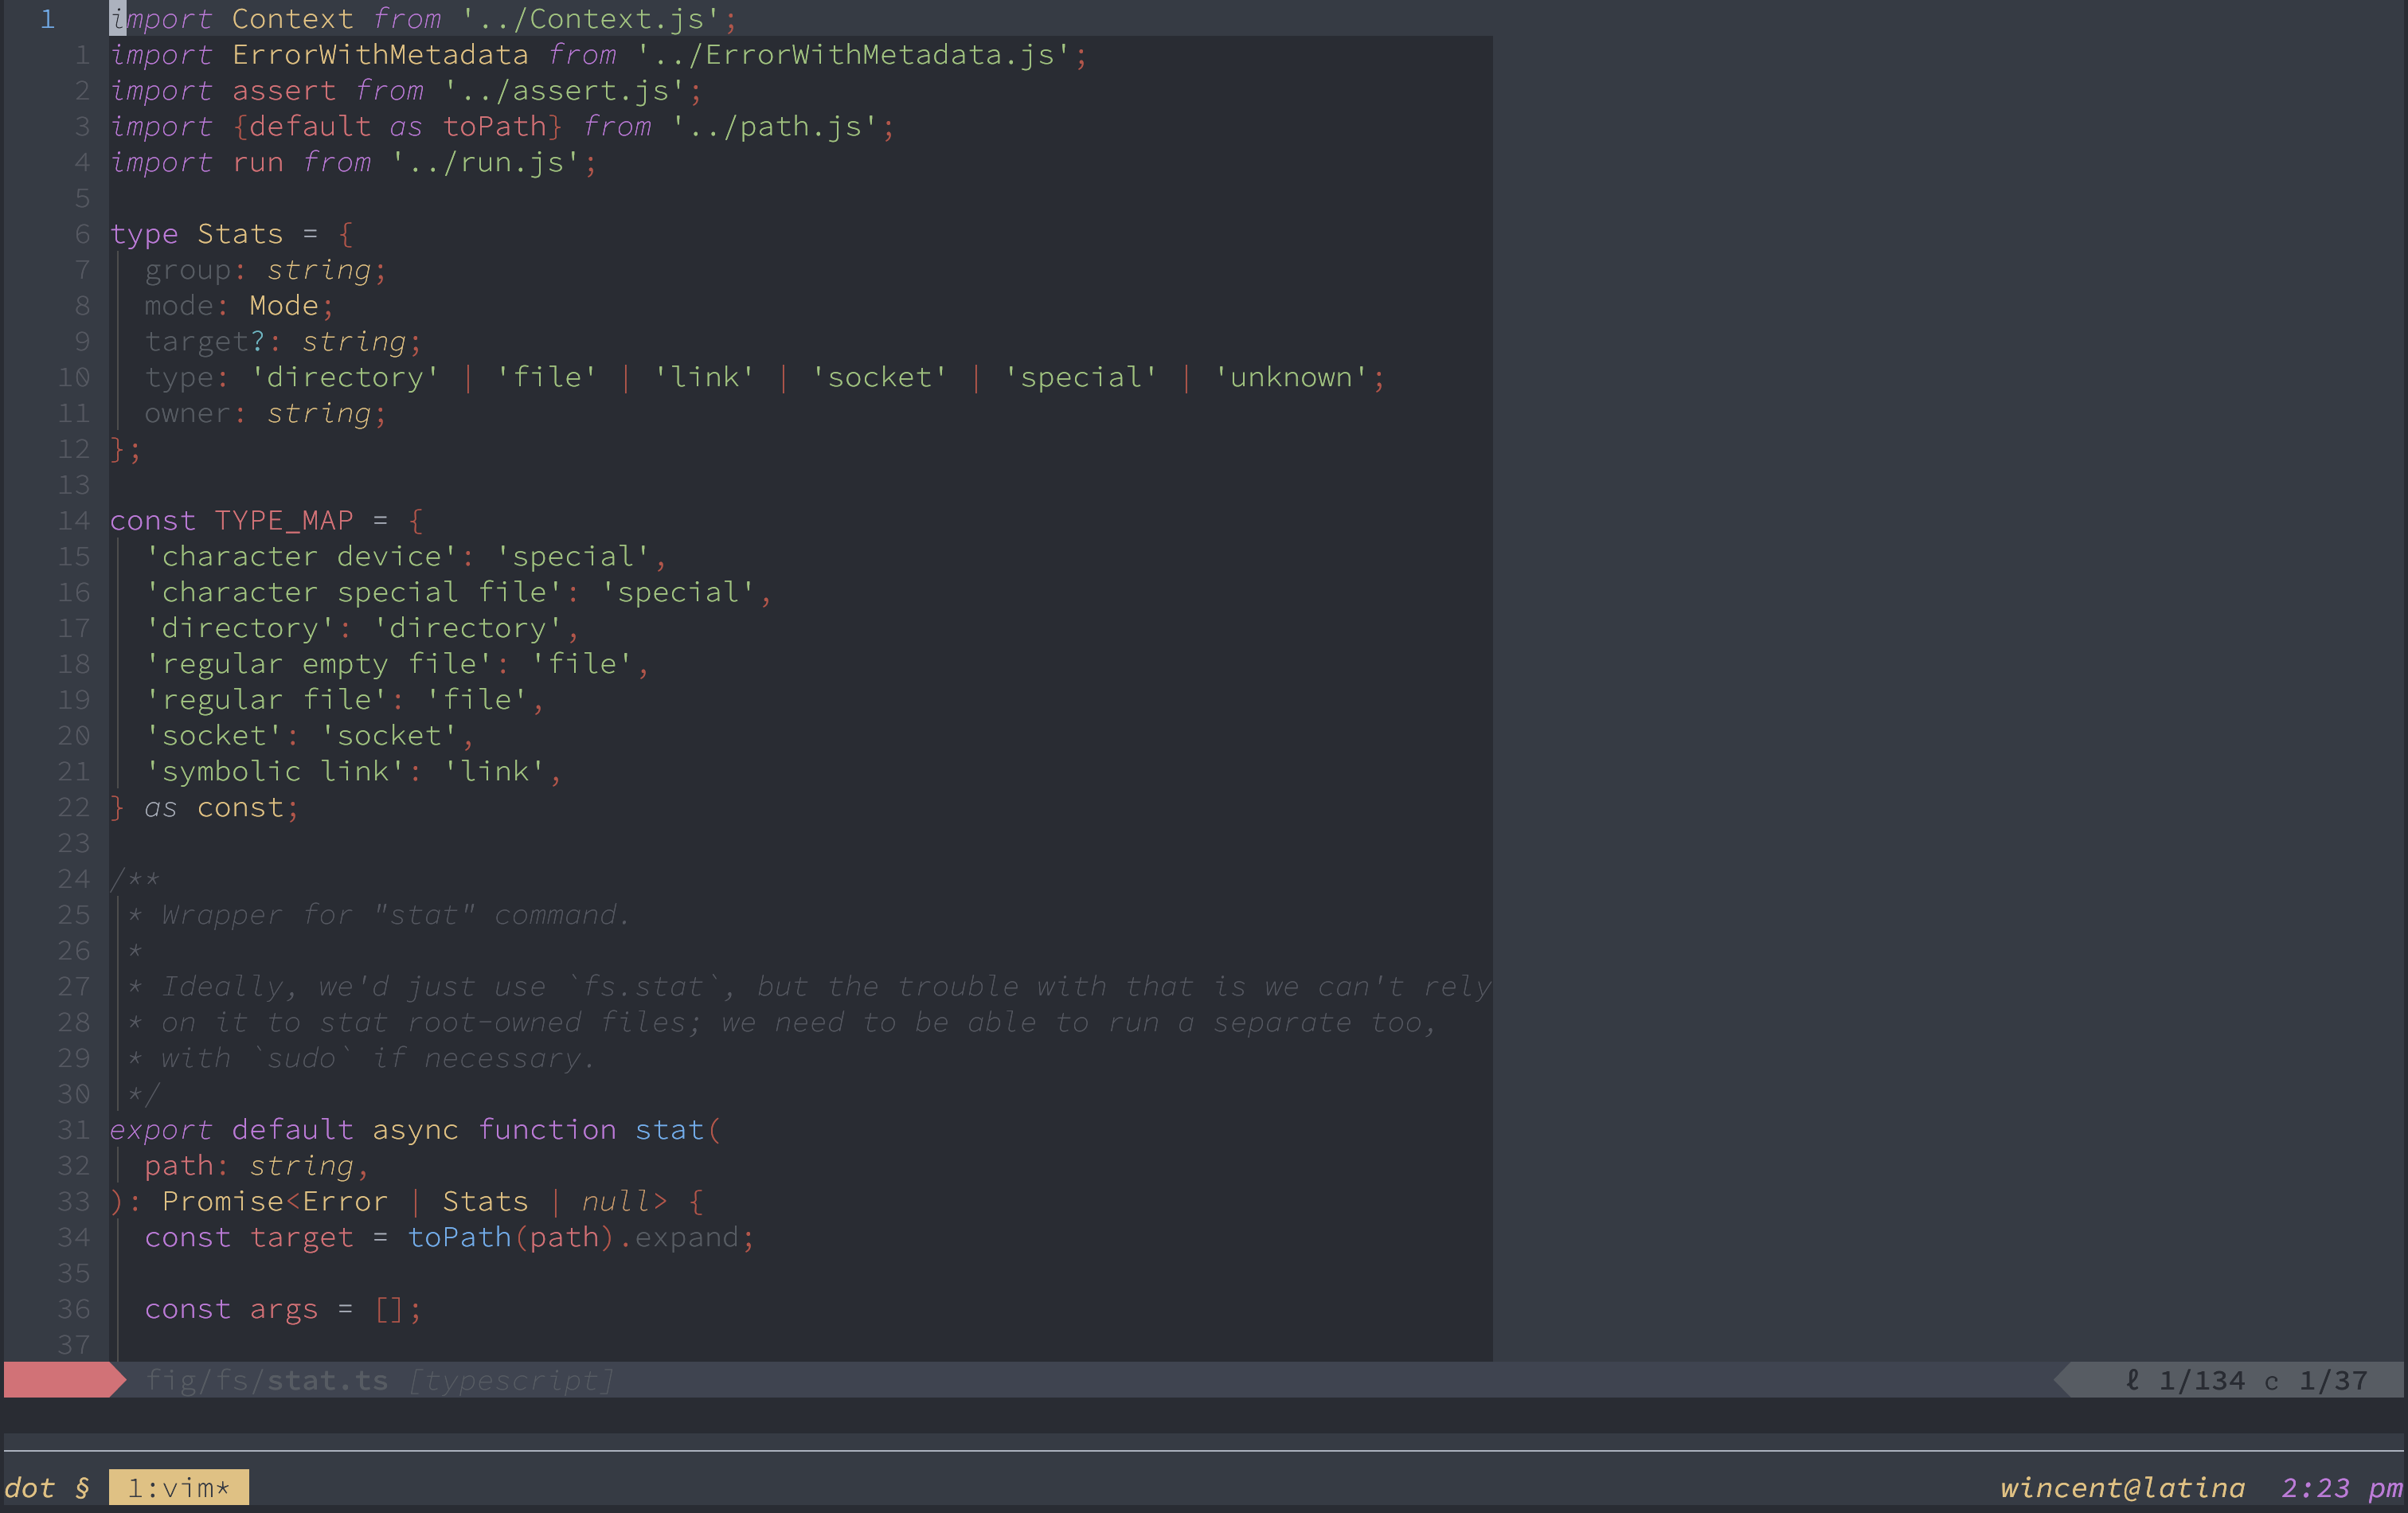 1 import Context from '../Context.js';
1 import ErrorWithMetadata from '../ErrorWithMetadata.js';
2 import assert from '../assert.js';
3 import {default as toPath} from '../path.js';
4 import run from '../run.js';
5
6 type Stats = {
7 group: string;
8 mode: Mode;
9 target?: string;
10 type: 'directory' | 'file' | 'link' | 'socket' | 'special' | 'unknown';
11 owner: string;
12 };
13
14 const TYPE_MAP = {
15 'character device': 'special',
16 'character special file': 'special',
17 'directory': 'directory',
18 'regular empty file': 'file',
19 'regular file': 'file',
20 'socket': 'socket',
21 'symbolic link': 'link',
22 } as const;
23
24 /**
25 * Wrapper for "stat" command.
26 *
27 * Ideally, we'd just use `fs.stat`, but the trouble with that is we can't rely
28 * on it to stat root-owned files; we need to be able to run a separate too,
29 * with `sudo` if necessary.
30 */
31 export default async function stat(
32 path: string,
33 ): Promise<Error | Stats | null> {
34 const target = toPath(path).expand;
35
36 const args = [];
37
fig/fs/stat.ts [typescript] ℓ 1/134 c 1/37
dot § 1:vim* wincent@latina 2:23 pm